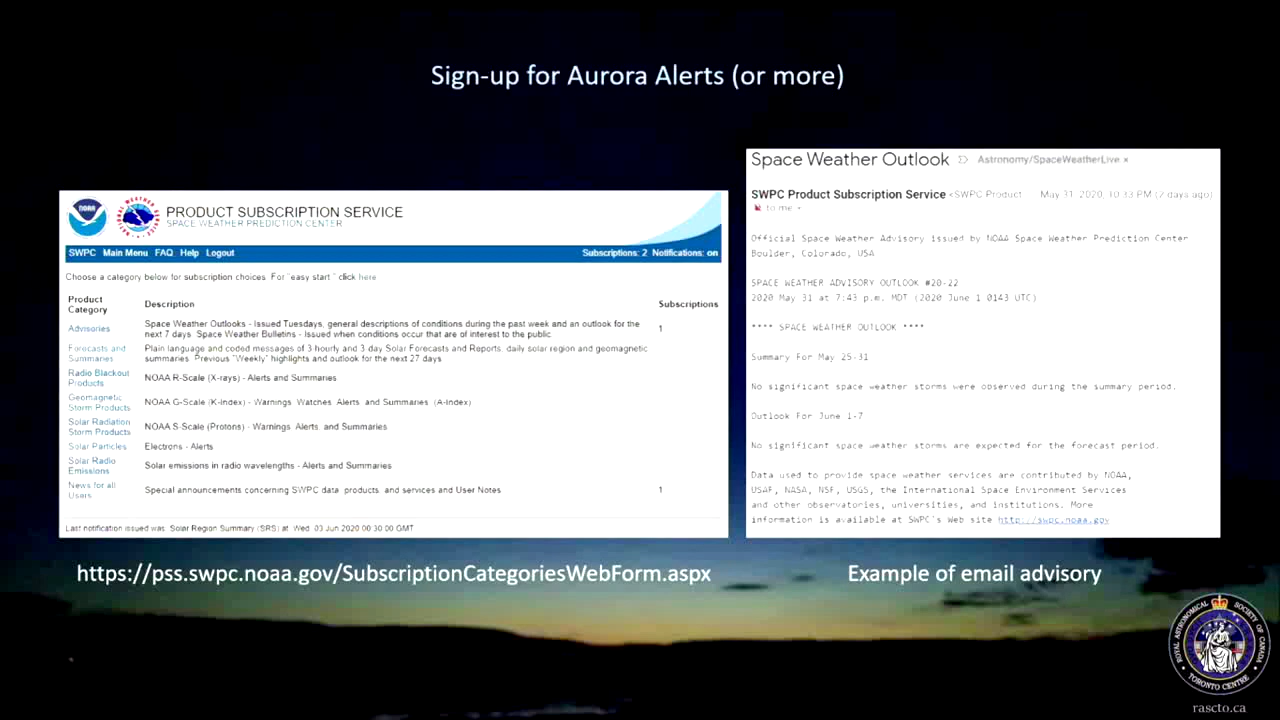 Sign-up for Aurora Alerts (or more)
NOAA
PRODUCT SUBSCRIPTION SERVICE
SPACE WEATHER PREDICTION CENTER
SWPC Main Menu FAQ Help Logout Subscriptions: 2 Notifications: on
Choose a category below for subscription choices. For "easy start" click here
Product Category Description Subscriptions
Advisories Space Weather Outlooks - Issued Tuesdays, general descriptions of conditions during the past week and an outlook for the
next 7 days. Space Weather Bulletins - Issued when conditions occur that are of interest to the public 1
Forecasts and Summaries Plain language and coded messages of 3-hourly and 3-day Solar Forecasts and Reports, daily solar region and geomagnetic
summaries. Previous "Weekly" highlights and outlook for the next 27 days
Radio Blackout Products NOAA R-Scale (X-rays) - Alerts and Summaries
Geomagnetic Storm Products NOAA G-Scale (K-Index) - Warnings, Watches, Alerts, and Summaries (A-Index)
Solar Radiation Storm Products NOAA S-Scale (Protons) - Warnings, Alerts, and Summaries
Solar Particles Electrons - Alerts
Solar Radio Emissions Solar emissions in radio wavelengths - Alerts and Summaries
News for all Users Special announcements concerning SWPC data, products, and services and User Notes 1
Last notification issued was: Solar Region Summary (SRS) at Wed, 03 Jun 2020 00:30:00 GMT
https://pss.swpc.noaa.gov/SubscriptionCategoriesWebForm.aspx
Space Weather Outlook Astronomy/SpaceWeatherLive ×
SWPC Product Subscription Service <SWPC.Product. May 31, 2020, 10:33 PM (2 days ago)
to me
Official Space Weather Advisory issued by NOAA Space Weather Prediction Center
Boulder, Colorado, USA
SPACE WEATHER ADVISORY OUTLOOK #20-22
2020 May 31 at 7:43 p.m. MDT (2020 June 1 0143 UTC)
**** SPACE WEATHER OUTLOOK ****
Summary For May 25-31
No significant space weather storms were observed during the summary period.
Outlook For June 1-7
No significant space weather storms are expected for the forecast period.
Data used to provide space weather services are contributed by NOAA,
USAF, NASA, NSF, USGS, the International Space Environment Services
and other observatories, universities, and institutions. More
information is available at SWPC's Web site http://swpc.noaa.gov
Example of email advisory
ROYAL ASTRONOMICAL SOCIETY OF CANADA
TORONTO CENTRE
rascto.ca